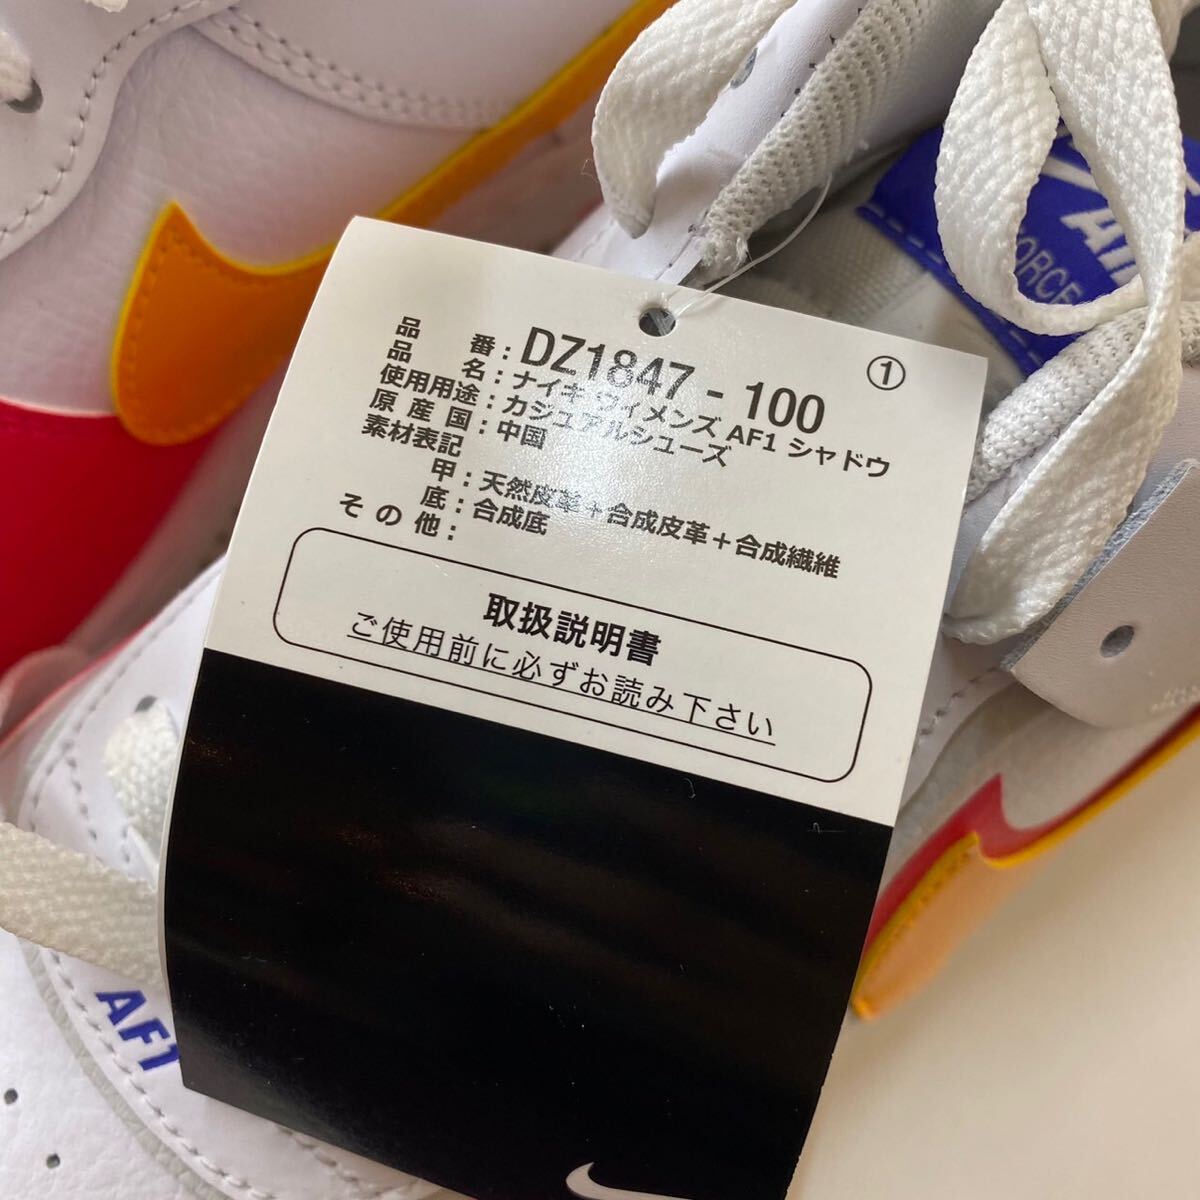 品番:DZ1847-100 ①
品名:ナイキ ウィメンズ AF1 シャドウ
使用用途:カジュアルシューズ
原産国:中国
素材表記
甲:天然皮革+合成皮革+合成繊維
底:合成底
その他:
取扱説明書
ご使用前に必ずお読み下さい
AIR
FORCE
AF1